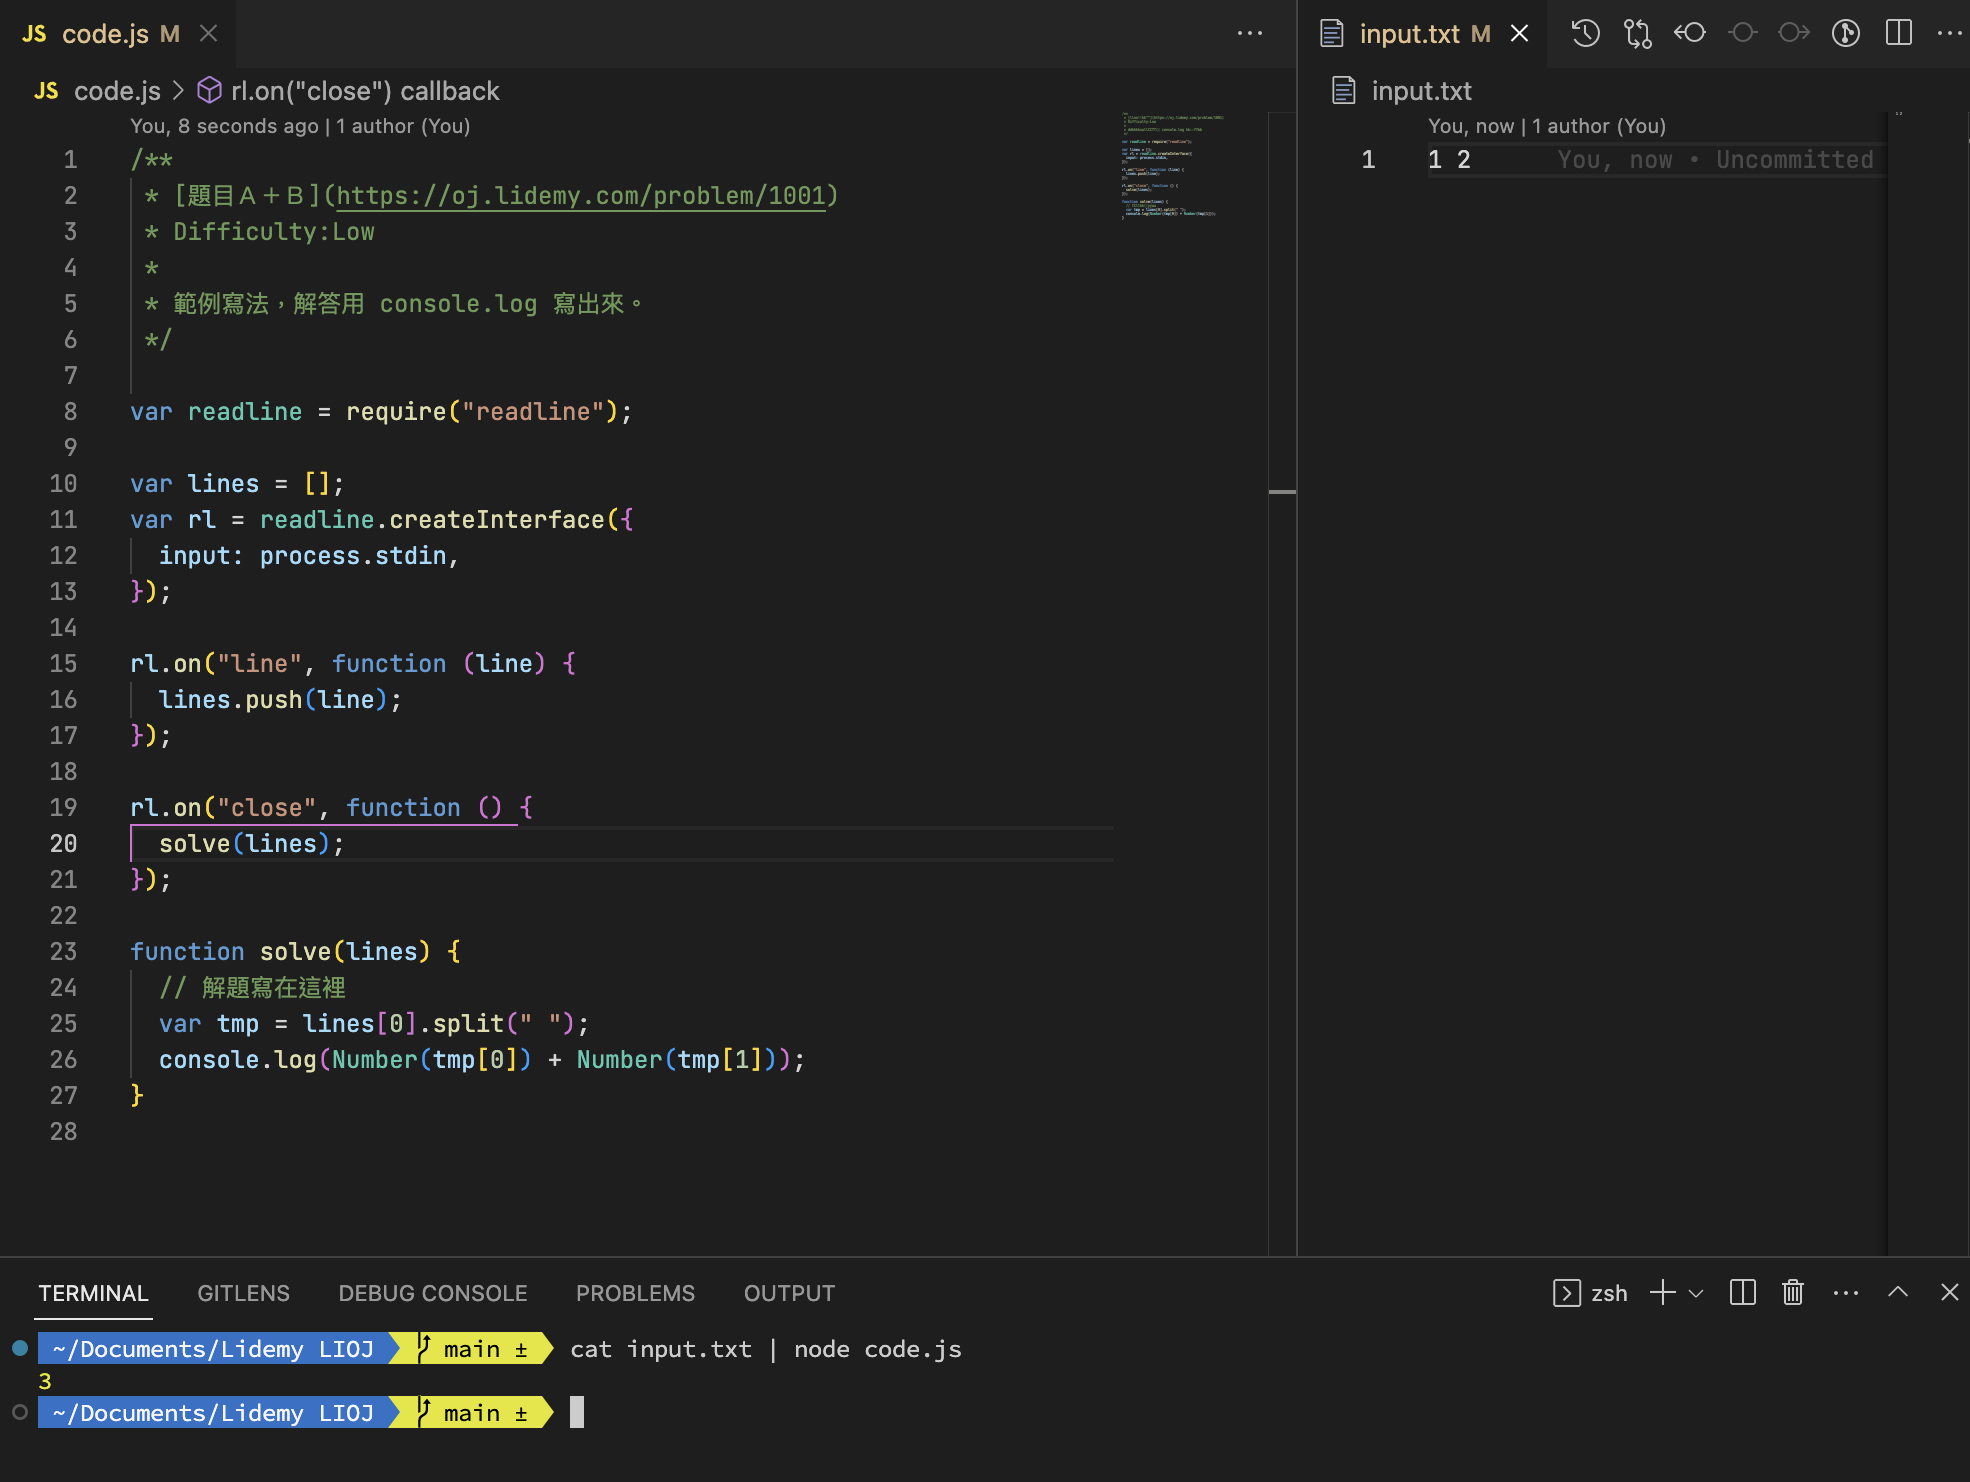 JS code.js M
JS code.js > rl.on("close") callback
You, 8 seconds ago | 1 author (You)
1 /**
2  * [題目Ａ＋Ｂ](https://oj.lidemy.com/problem/1001)
3  * Difficulty:Low
4  *
5  * 範例寫法，解答用 console.log 寫出來。
6  */
7
8 var readline = require("readline");
9
10 var lines = [];
11 var rl = readline.createInterface({
12   input: process.stdin,
13 });
14
15 rl.on("line", function (line) {
16   lines.push(line);
17 });
18
19 rl.on("close", function () {
20   solve(lines);
21 });
22
23 function solve(lines) {
24   // 解題寫在這裡
25   var tmp = lines[0].split(" ");
26   console.log(Number(tmp[0]) + Number(tmp[1]));
27 }
28
input.txt M
input.txt
You, now | 1 author (You)
1 1 2 You, now • Uncommitted
TERMINAL GITLENS DEBUG CONSOLE PROBLEMS OUTPUT zsh
~/Documents/Lidemy LIOJ main ± cat input.txt | node code.js
3
~/Documents/Lidemy LIOJ main ±